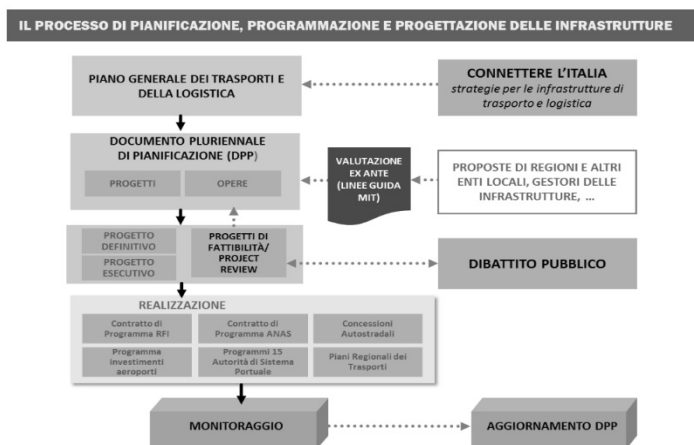 IL PROCESSO DI PIANIFICAZIONE, PROGRAMMAZIONE E PROGETTAZIONE DELLE INFRASTRUTTURE
PIANO GENERALE DEI TRASPORTI E
DELLA LOGISTICA
CONNETTERE L'ITALIA
strategie per le infrastrutture di
trasporto e logistica
DOCUMENTO PLURIENNALE
DI PIANIFICAZIONE (DPP)
PROGETTI
OPERE
VALUTAZIONE
EX ANTE
(LINEE GUIDA
MIT)
PROPOSTE DI REGIONI E ALTRI
ENTI LOCALI, GESTORI DELLE
INFRASTRUTTURE, ...
PROGETTO
DEFINITIVO
PROGETTO
ESECUTIVO
PROGETTI DI
FATTIBILITÀ/
PROJECT
REVIEW
DIBATTITO PUBBLICO
REALIZZAZIONE
Contratto di
Programma RFI
Contratto di
Programma ANAS
Concessioni
Autostradali
Programma
investimenti
aeroporti
Programmi 15
Autorità di Sistema
Portuale
Piani Regionali dei
Trasporti
MONITORAGGIO
AGGIORNAMENTO DPP